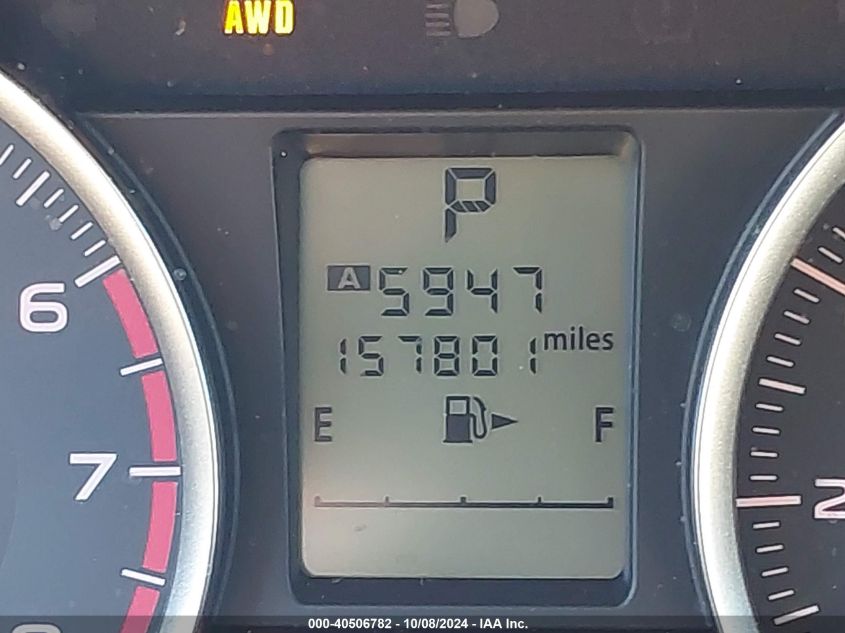 AWD
P
A 5947
157801 miles
E F
6
7
2
000-40506782 - 10/08/2024 - IAA Inc.